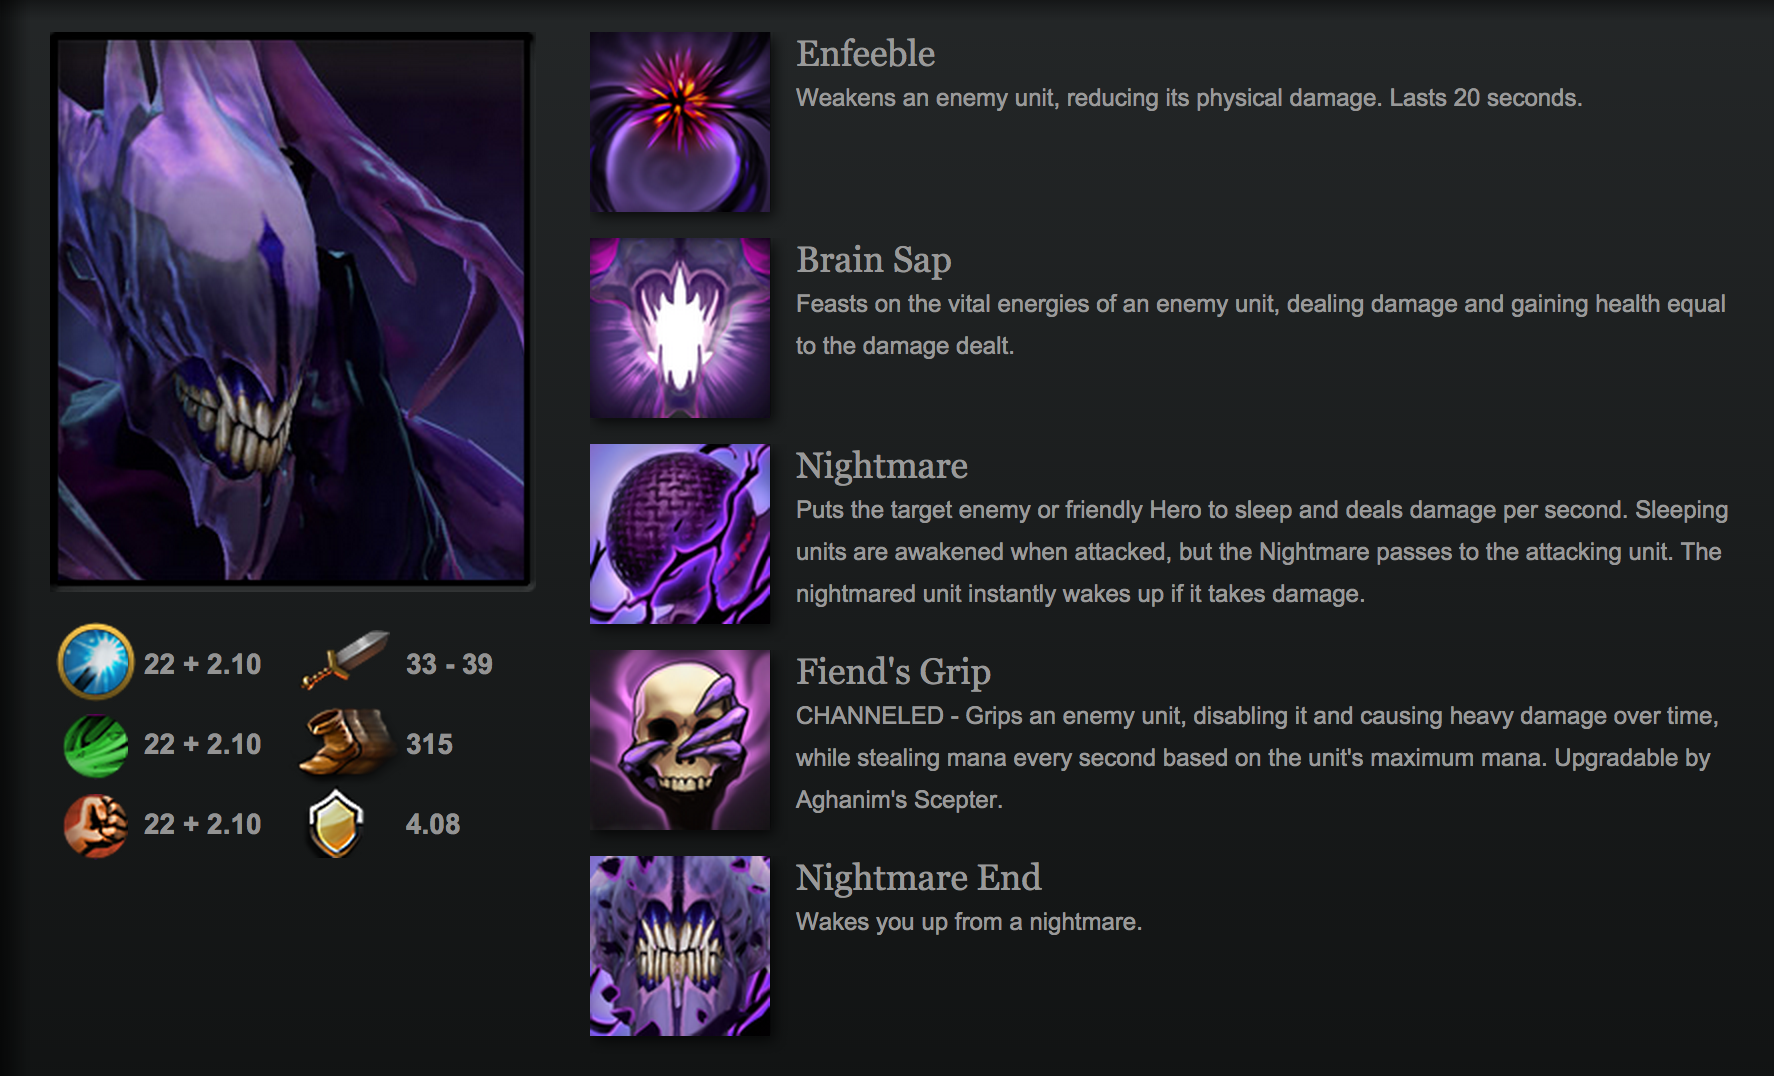 22 + 2.10
33 - 39
22 + 2.10
315
22 + 2.10
4.08
Enfeeble
Weakens an enemy unit, reducing its physical damage. Lasts 20 seconds.
Brain Sap
Feasts on the vital energies of an enemy unit, dealing damage and gaining health equal
to the damage dealt.
Nightmare
Puts the target enemy or friendly Hero to sleep and deals damage per second. Sleeping
units are awakened when attacked, but the Nightmare passes to the attacking unit. The
nightmared unit instantly wakes up if it takes damage.
Fiend's Grip
CHANNELED - Grips an enemy unit, disabling it and causing heavy damage over time,
while stealing mana every second based on the unit's maximum mana. Upgradable by
Aghanim's Scepter.
Nightmare End
Wakes you up from a nightmare.